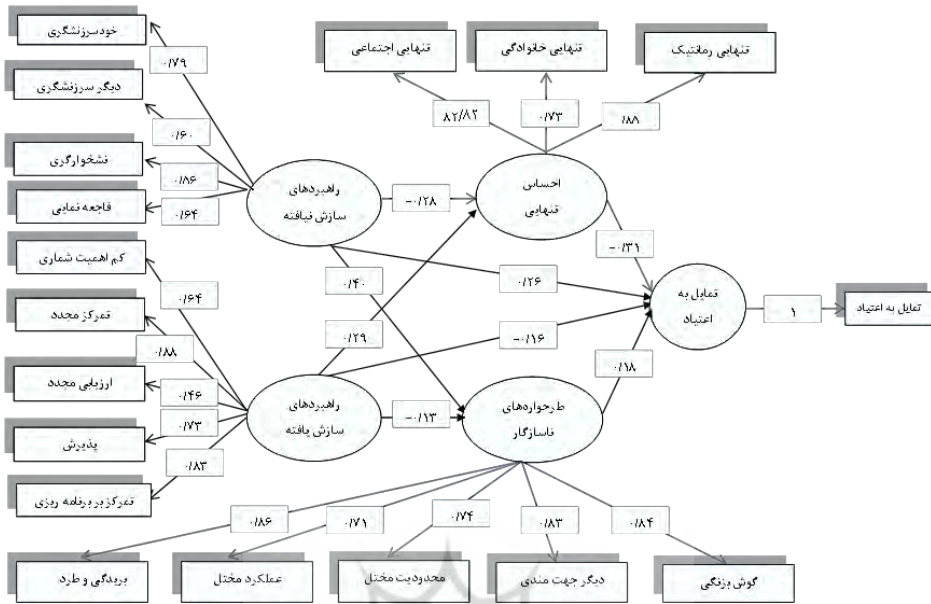 خودسرزنشگری
دیگر سرزنشگری
نشخوارگری
فاجعه نمایی
کم اهمیت شماری
تمرکز مجدد
ارزیابی مجدد
پذیرش
تمرکز بر برنامه ریزی
۰/۷۹
۰/۶۰
۰/۸۶
۰/۶۴
۰/۶۴
۰/۸۸
۰/۴۶
۰/۷۳
۰/۸۳
راهبردهای
سازش نیافته
راهبردهای
سازش یافته
تنهایی اجتماعی
تنهایی خانوادگی
تنهایی رمانتیک
۸۲/۸۲
۰/۷۳
۰/۸۸
احساس
تنهایی
-۰/۲۸
۰/۴۰
۰/۲۹
-۰/۱۳
۰/۲۶
-۰/۱۶
-۰/۳۱
۰/۱۸
طرحواره‌های
ناسازگار
تمایل به
اعتیاد
۱
تمایل به اعتیاد
۰/۸۶
۰/۷۱
۰/۷۴
۰/۸۳
۰/۸۴
بریدگی و طرد
عملکرد مختل
محدودیت مختل
دیگر جهت مندی
گوش بزنگی